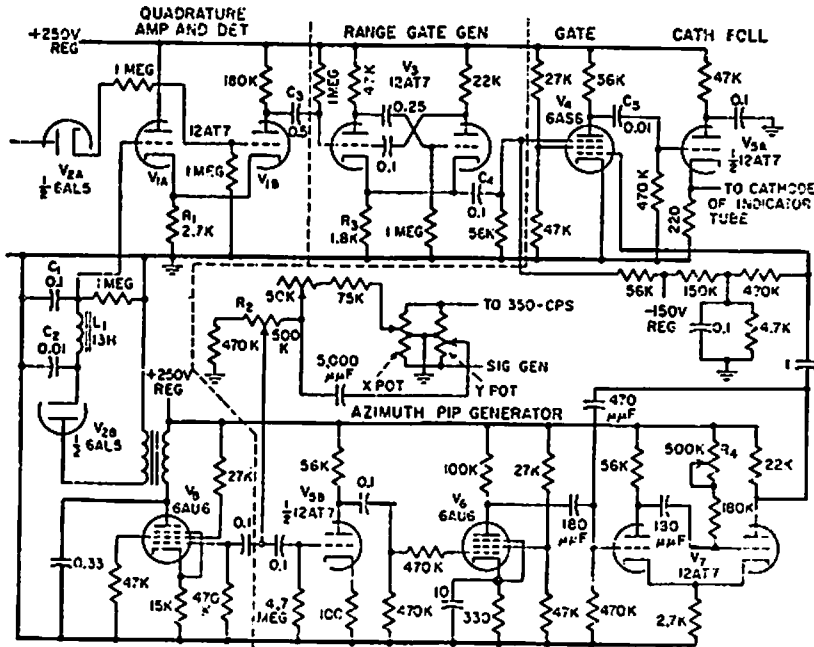 QUADRATURE
AMP AND DET
RANGE GATE GEN
GATE
CATH FOLL
+250V
REG
1 MEG
180K
C3
0.5
1 MEG
47K
V3
12AT7
22K
27K
56K
V4
6AS6
C5
0.01
47K
0.1
0.25
0.1
12AT7
V2A
½ 6AL5
V1A
1 MEG
V1B
V5A
½ 12AT7
R1
2.7K
R3
1.8K
1 MEG
C4
0.1
56K
47K
470 K
220
TO CATHODE
OF INDICATOR
TUBE
C1
0.1
1 MEG
C2
0.01
L1
13H
50K
75K
R2
500 K
470K
5,000
μμF
TO 350-CPS
SIG GEN
X POT
Y POT
56K
150K
470K
-150V
REG
0.1
4.7K
1
+250V
REG
AZIMUTH PIP GENERATOR
470
μμF
V2B
½ 6AL5
27K
56K
0.1
100K
27K
56K
500K
R4
22K
6AU6
V5B
½ 12AT7
V6
6AU6
180
μμF
130
μμF
180K
V7
12AT7
0.33
0.1
0.1
470K
47K
15K
470 K
4.7
MEG
100
470K
10
330
47K
470K
2.7K